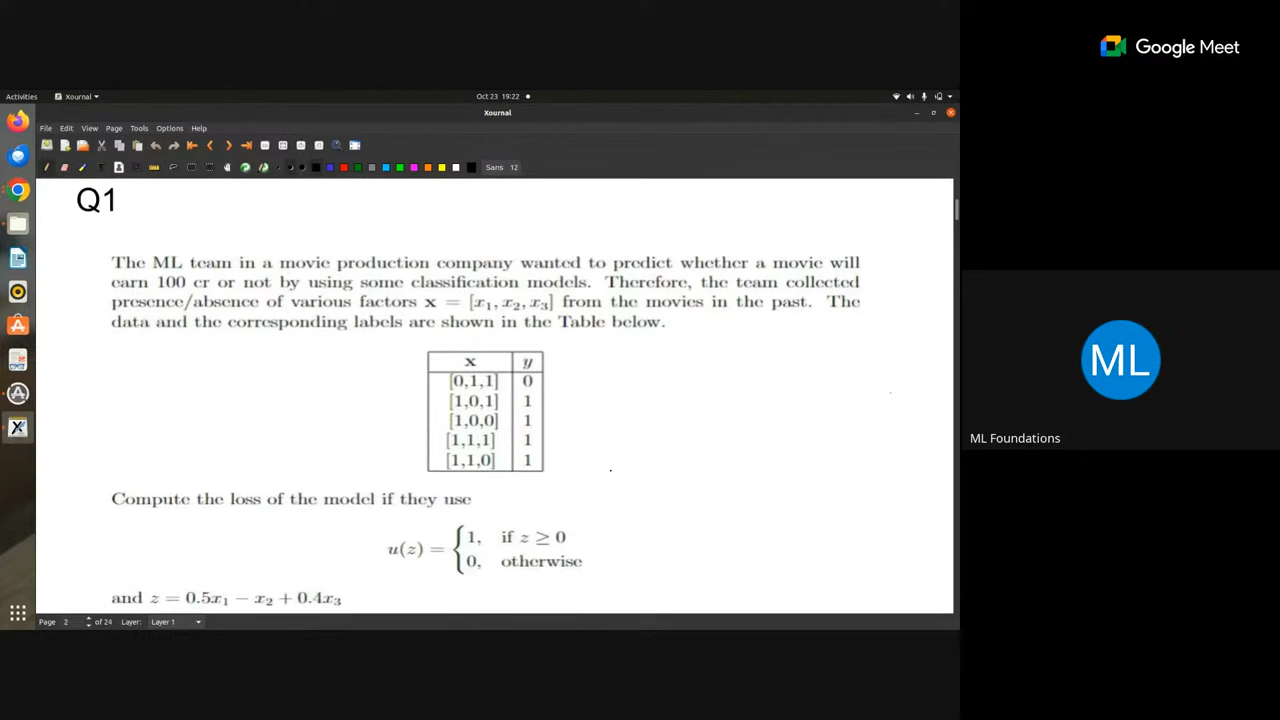 Google Meet
Activities Xournal Oct 23 19:22
Xournal
File Edit View Page Tools Options Help
Sans 12
Q1
The ML team in a movie production company wanted to predict whether a movie will
earn 100 cr or not by using some classification models. Therefore, the team collected
presence/absence of various factors x = [x₁, x₂, x₃] from the movies in the past. The
data and the corresponding labels are shown in the Table below.
x y
[0,1,1] 0
[1,0,1] 1
[1,0,0] 1
[1,1,1] 1
[1,1,0] 1
Compute the loss of the model if they use
u(z) = { 1, if z ≥ 0
0, otherwise
and z = 0.5x₁ − x₂ + 0.4x₃
Page 2 of 24 Layer: Layer 1
ML
ML Foundations